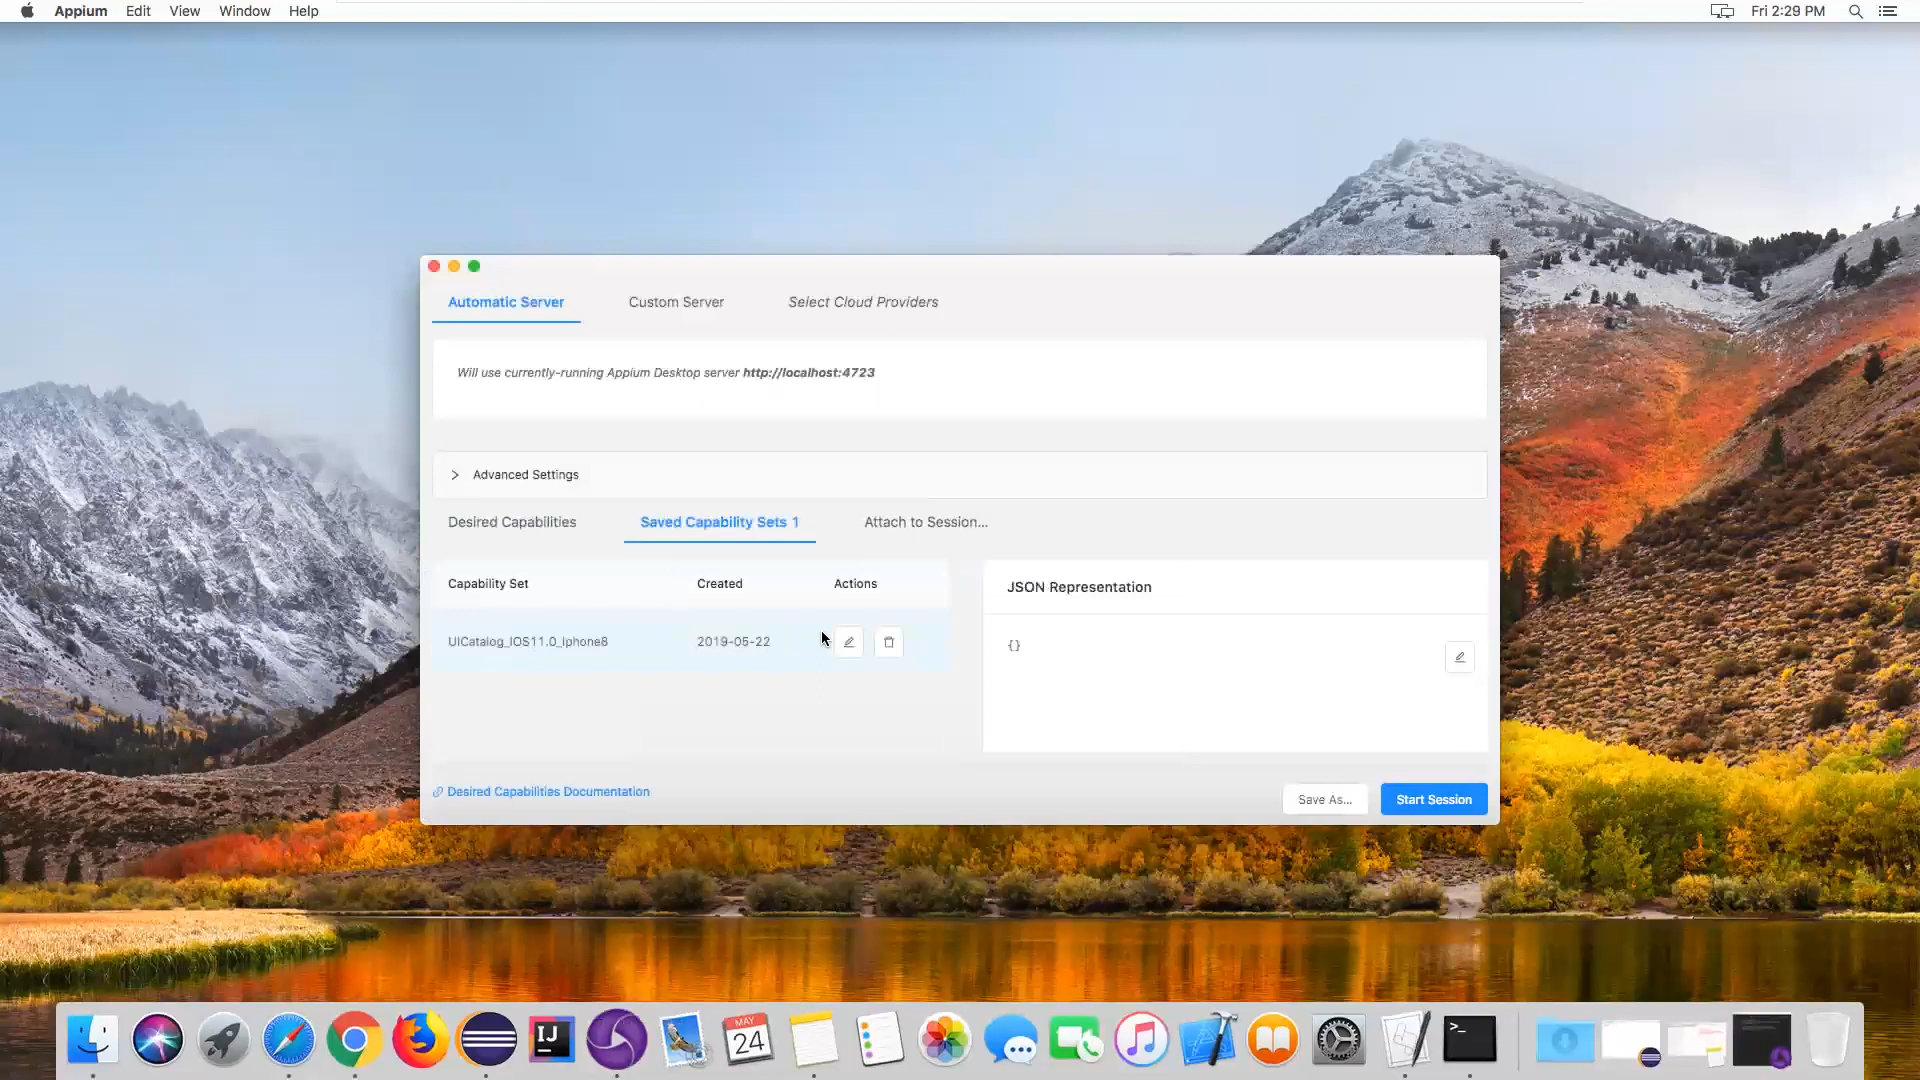 Appium Edit View Window Help
Fri 2:29 PM
Automatic Server Custom Server Select Cloud Providers
Will use currently-running Appium Desktop server http://localhost:4723
Advanced Settings
Desired Capabilities Saved Capability Sets 1 Attach to Session...
Capability Set Created Actions
JSON Representation
UICatalog_IOS11.0_Iphone8 2019-05-22
{}
Desired Capabilities Documentation
Save As... Start Session
IJ
MAY
24
>_